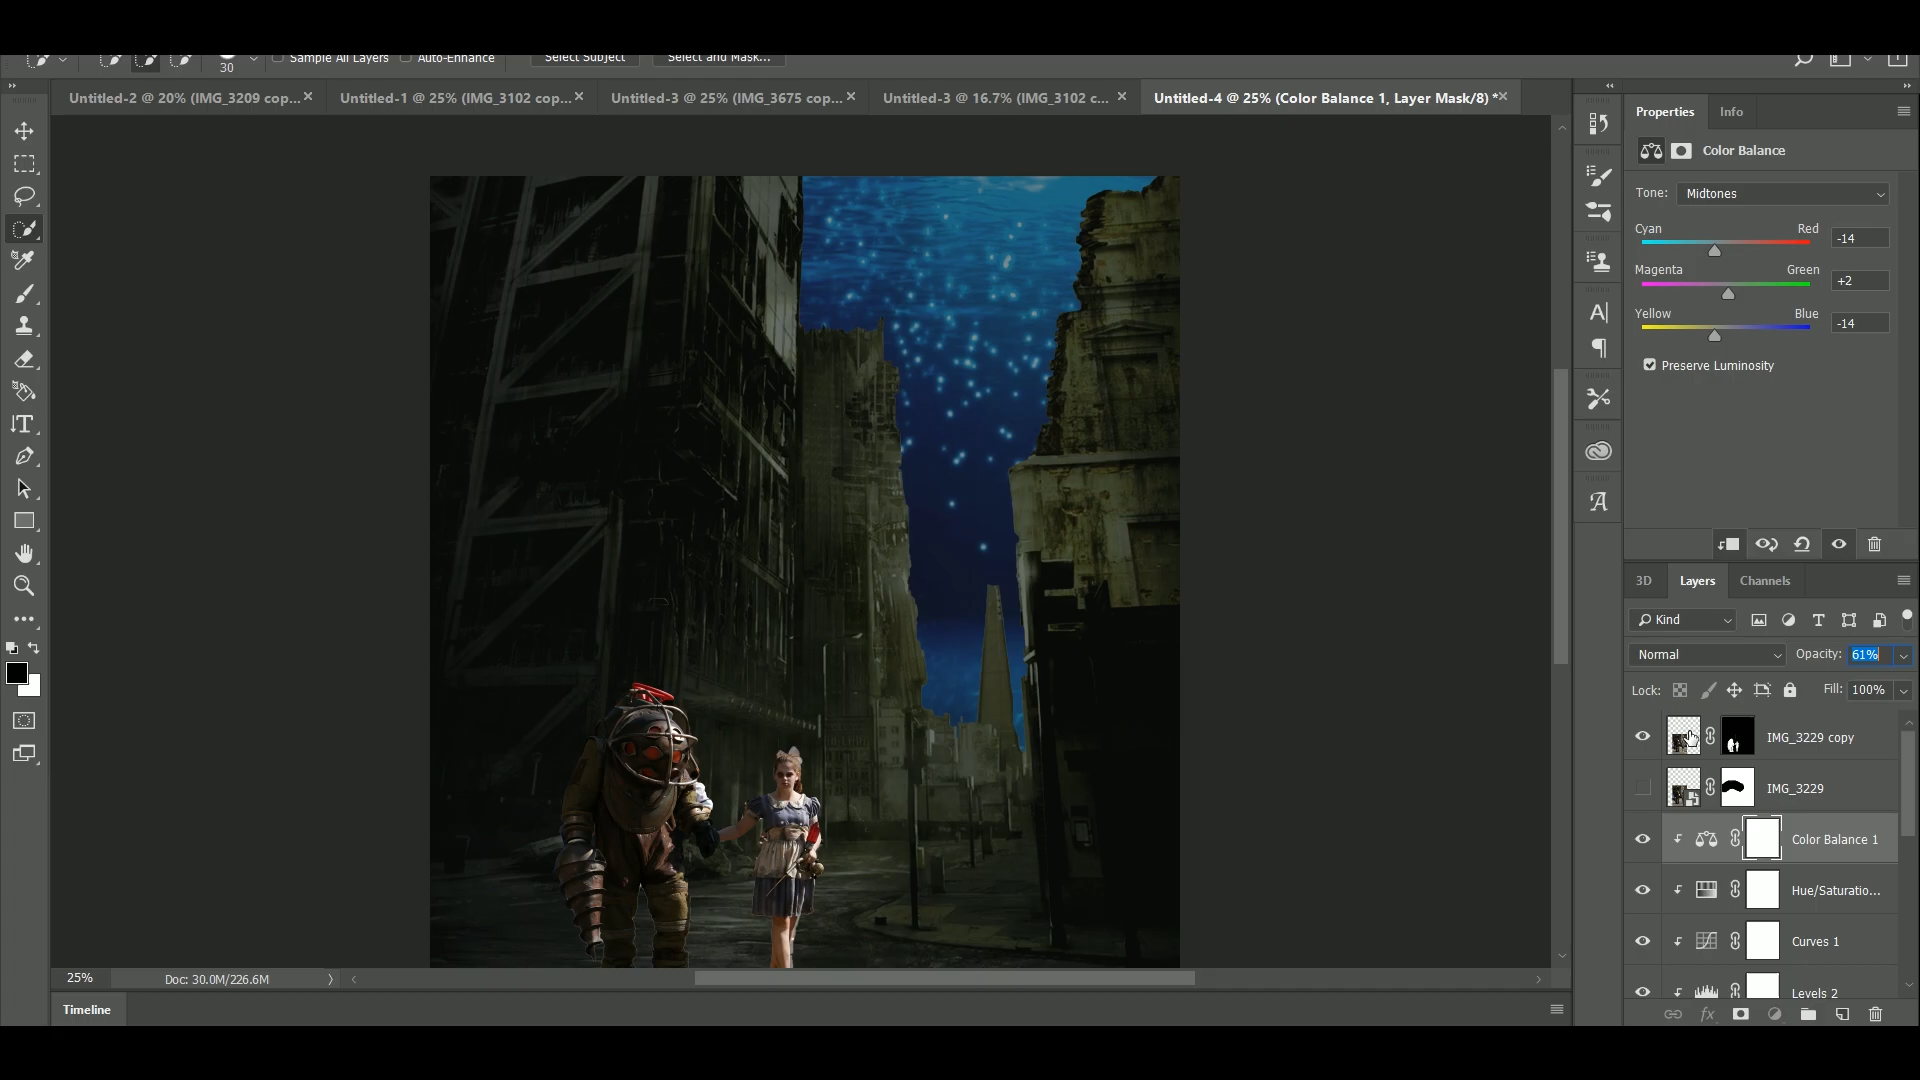 30
Sample All Layers
Auto-Enhance
Select Subject
Select and Mask...
Untitled-2 @ 20% (IMG_3209 cop...
Untitled-1 @ 25% (IMG_3102 cop...
Untitled-3 @ 25% (IMG_3675 cop...
Untitled-3 @ 16.7% (IMG_3102 c...
Untitled-4 @ 25% (Color Balance 1, Layer Mask/8) *
Properties
Info
Color Balance
Tone:
Midtones
Cyan
Red
-14
Magenta
Green
+2
Yellow
Blue
-14
Preserve Luminosity
3D
Layers
Channels
Kind
Normal
Opacity:
61%
Lock:
Fill:
100%
IMG_3229 copy
IMG_3229
Color Balance 1
Hue/Saturatio...
Curves 1
Levels 2
25%
Doc: 30.0M/226.6M
Timeline